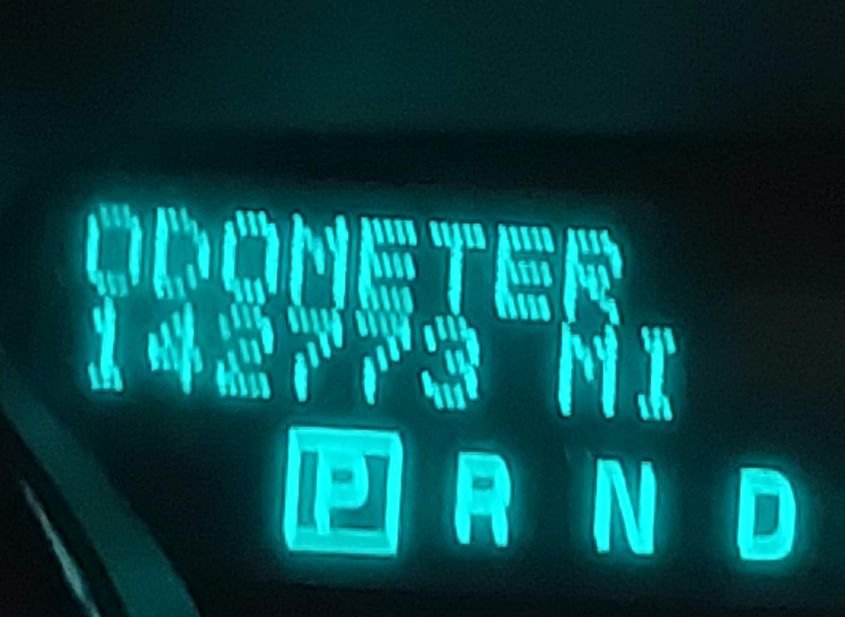 ODOMETER
142773 MI
P R N D